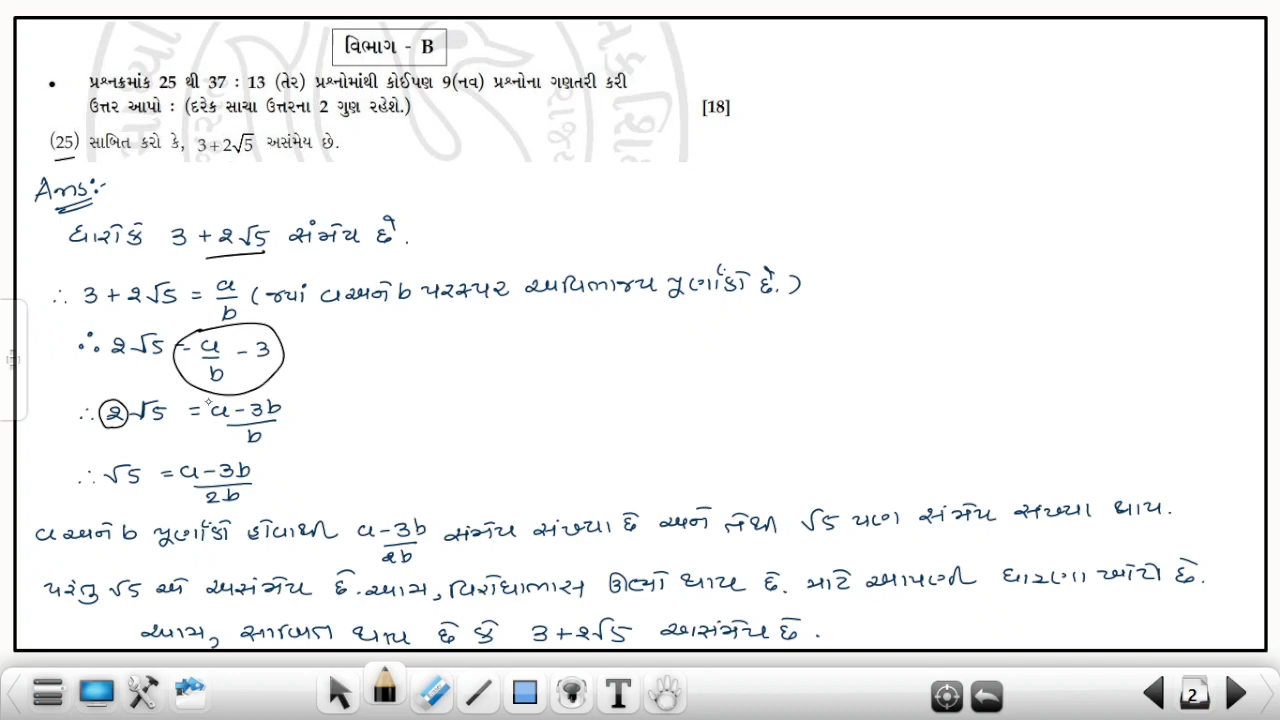 વિભાગ - B
• પ્રશ્નક્રમાંક 25 થી 37 : 13 (તેર) પ્રશ્નોમાંથી કોઈપણ 9(નવ) પ્રશ્નોના ગણતરી કરી
ઉત્તર આપો : (દરેક સાચા ઉત્તરના 2 ગુણ રહેશે.) [18]
(25) સાબિત કરો કે, 3+2√5 અસંમેય છે.
Ans:-
ધારોકે 3 + 2√5 સંમેય છે.
∴ 3 + 2√5 = a/b (જ્યાં a અને b પરસ્પર અવિભાજ્ય પૂર્ણાંકો છે.)
∴ 2√5 = a/b - 3
∴ 2√5 = a-3b/b
∴ √5 = a-3b/2b
a અને b પૂર્ણાંકો હોવાથી a-3b/2b સંમેય સંખ્યા છે અને તેથી √5 પણ સંમેય સંખ્યા થાય.
પરંતુ √5 એ અસંમેય છે. આમ, વિરોધાભાસ ઊભો થાય છે. માટે આપણી ધારણા ખોટી છે.
આમ, સાબિત થાય છે કે 3+2√5 અસંમેય છે.
2